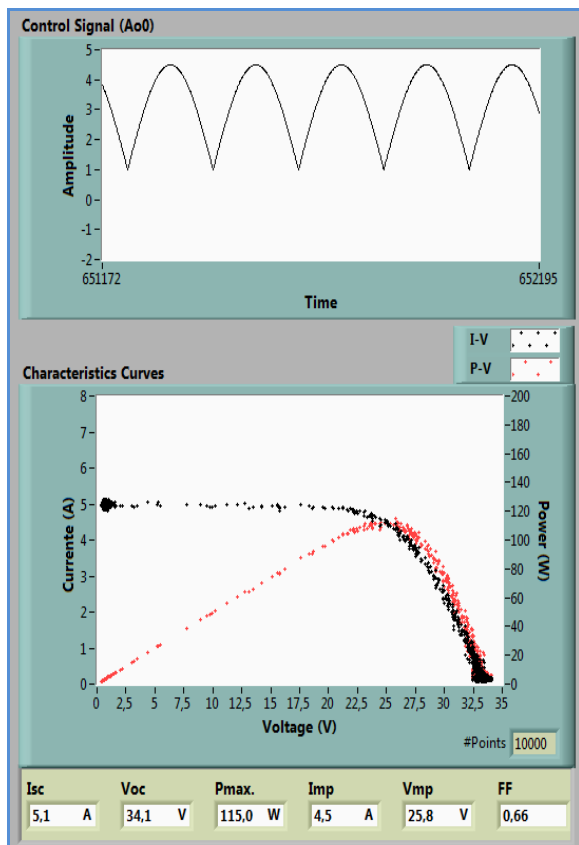 Control Signal (Ao0)
5
4
3
2
1
0
-1
-2
Amplitude
651172
652195
Time
I-V
P-V
Characteristics Curves
8
7
6
5
4
3
2
1
0
Currente (A)
200
180
160
140
120
100
80
60
40
20
0
Power (W)
0 2,5 5 7,5 10 12,5 15 17,5 20 22,5 25 27,5 30 32,5 35
Voltage (V)
#Points 10000
Isc Voc Pmax. Imp Vmp FF
5,1 A 34,1 V 115,0 W 4,5 A 25,8 V 0,66